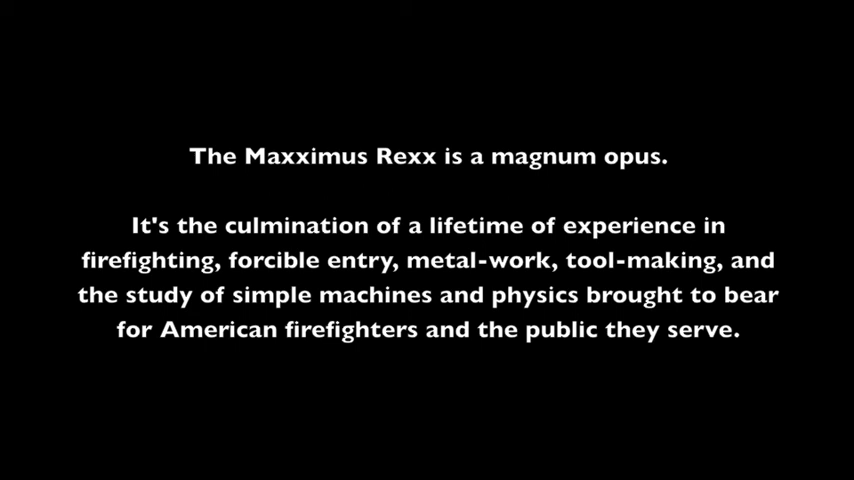 The Maxximus Rexx is a magnum opus.
It's the culmination of a lifetime of experience in
firefighting, forcible entry, metal-work, tool-making, and
the study of simple machines and physics brought to bear
for American firefighters and the public they serve.